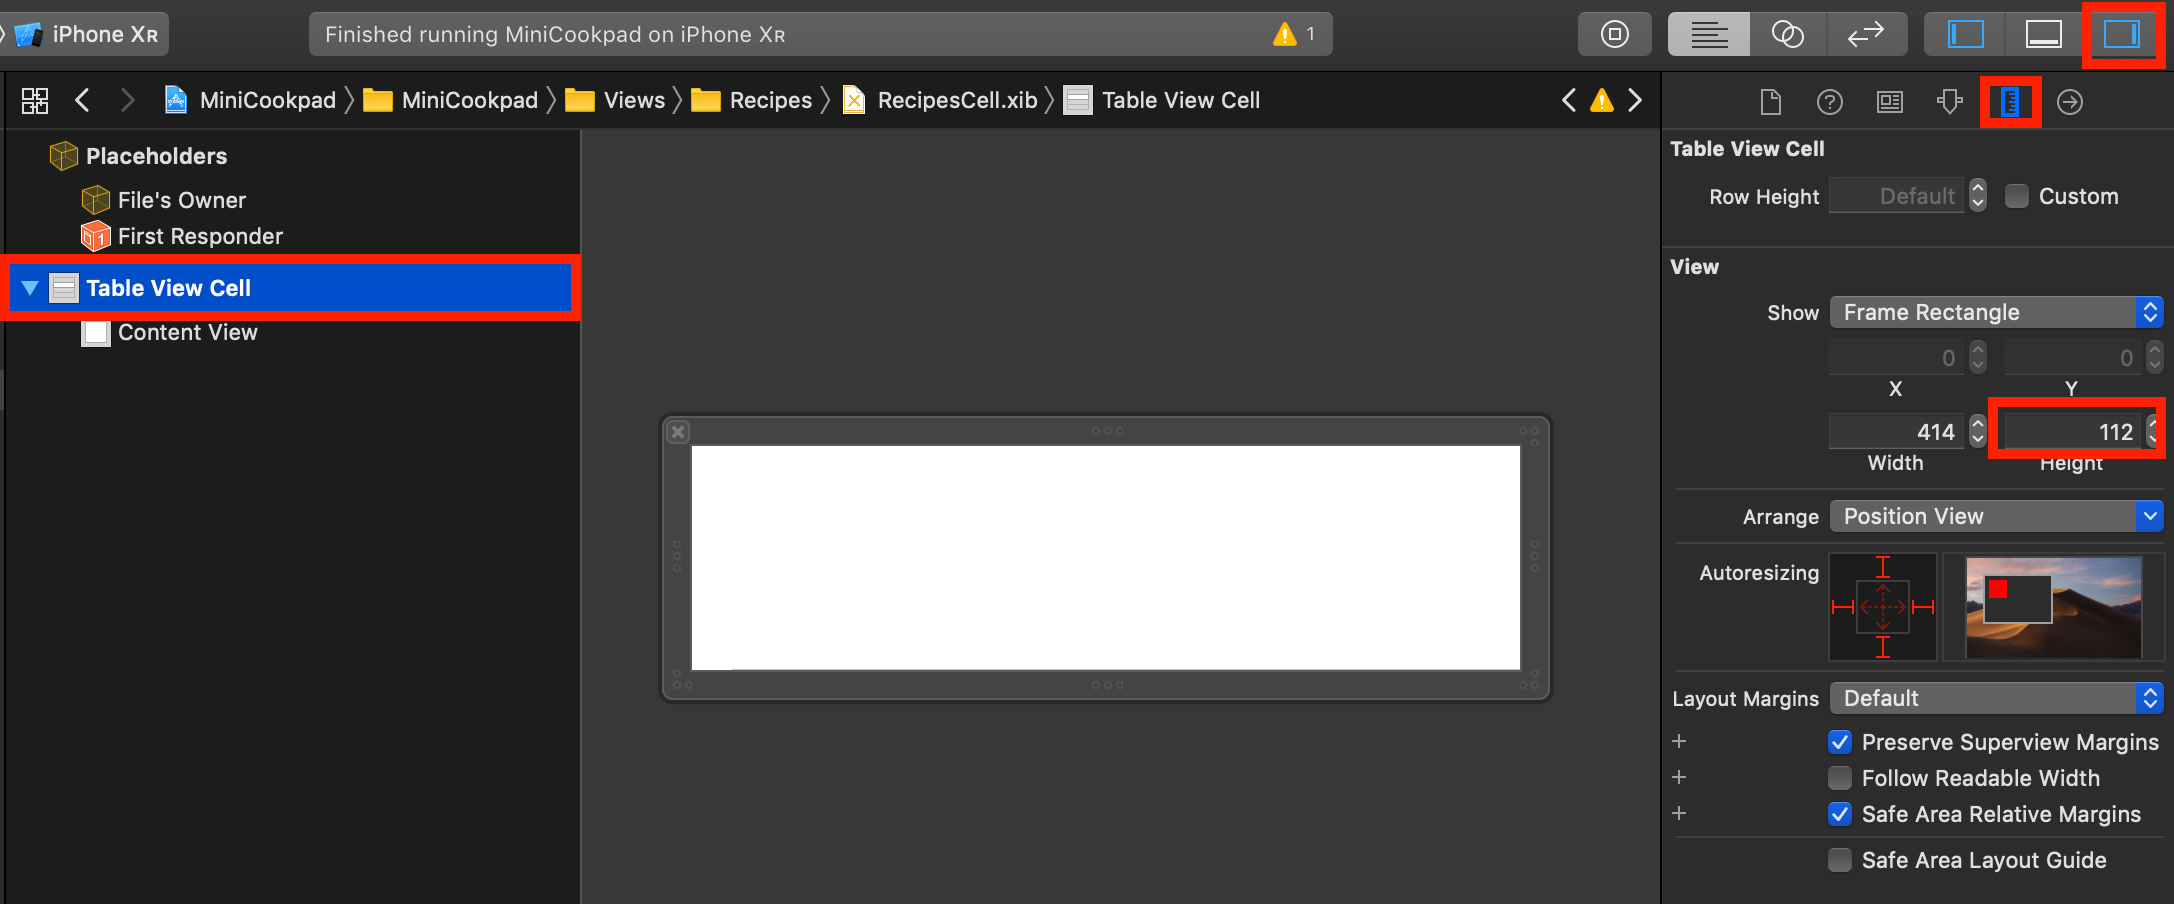 iPhone XR
Finished running MiniCookpad on iPhone XR
1
MiniCookpad
MiniCookpad
Views
Recipes
RecipesCell.xib
Table View Cell
Placeholders
File's Owner
First Responder
Table View Cell
Content View
Table View Cell
Row Height Default Custom
View
Show Frame Rectangle
0 0
X Y
414 112
Width Height
Arrange Position View
Autoresizing
Layout Margins Default
Preserve Superview Margins
Follow Readable Width
Safe Area Relative Margins
Safe Area Layout Guide